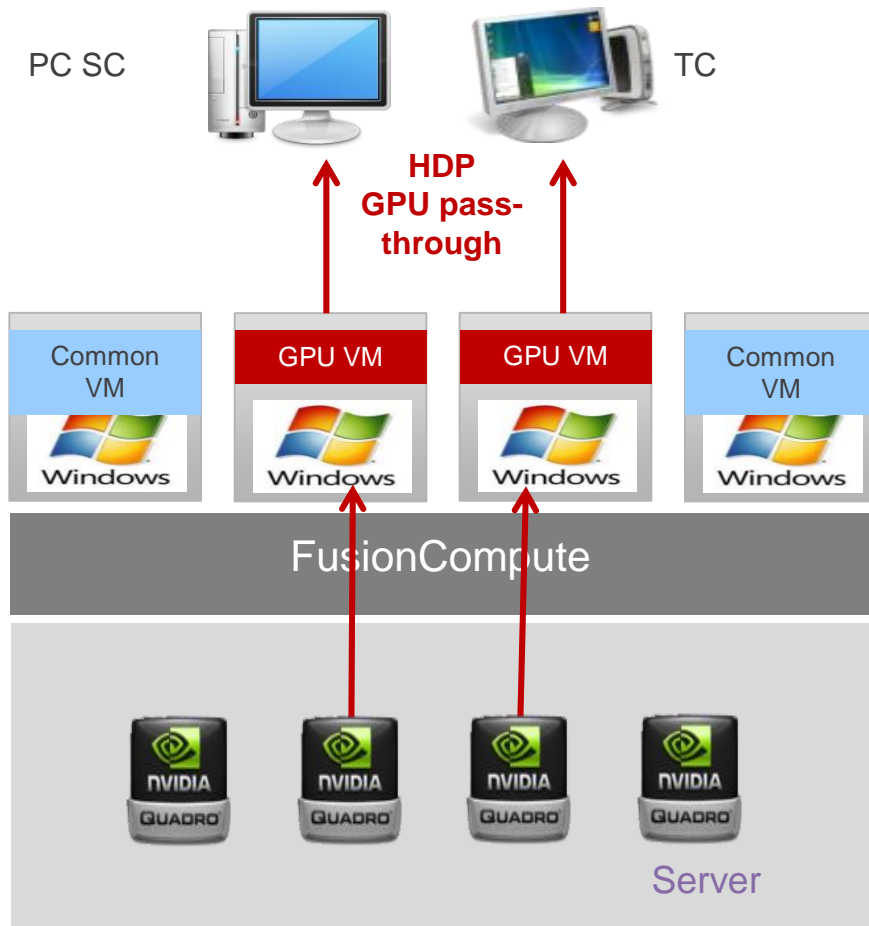 PC SC
TC
HDP
GPU pass-
through
Common
VM
GPU VM
GPU VM
Common
VM
Windows
Windows
Windows
Windows
FusionCompute
NVIDIA
QUADRO
NVIDIA
QUADRO
NVIDIA
QUADRO
NVIDIA
QUADRO
Server